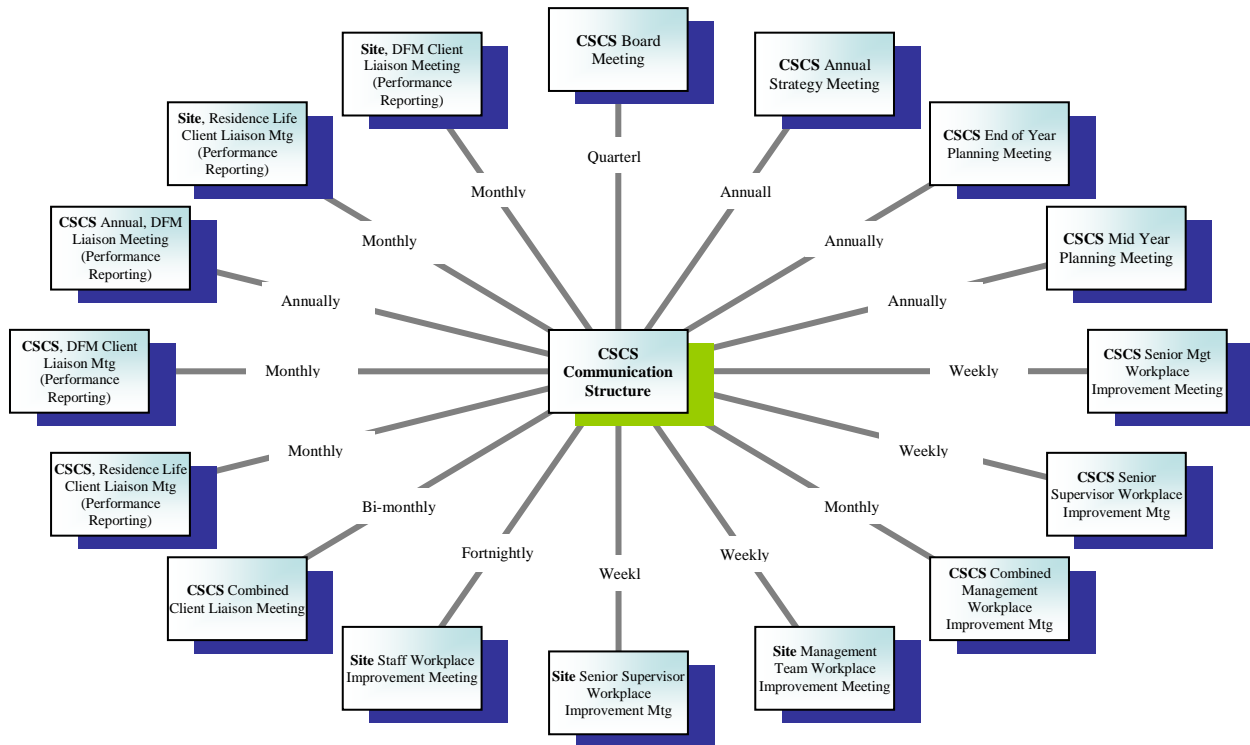 CSCS Board
Meeting
Quarterl
CSCS Annual
Strategy Meeting
Annuall
CSCS End of Year
Planning Meeting
Annually
CSCS Mid Year
Planning Meeting
Annually
CSCS Senior Mgt
Workplace
Improvement Meeting
Weekly
CSCS Senior
Supervisor Workplace
Improvement Mtg
Weekly
CSCS Combined
Management
Workplace
Improvement Mtg
Monthly
Site Management
Team Workplace
Improvement Meeting
Weekly
Site Senior Supervisor
Workplace
Improvement Mtg
Weekl
Site Staff Workplace
Improvement Meeting
Fortnightly
CSCS Combined
Client Liaison Meeting
Bi-monthly
CSCS, Residence Life
Client Liaison Mtg
(Performance
Reporting)
Monthly
CSCS, DFM Client
Liaison Mtg
(Performance
Reporting)
Monthly
CSCS Annual, DFM
Liaison Meeting
(Performance
Reporting)
Annually
Site, Residence Life
Client Liaison Mtg
(Performance
Reporting)
Monthly
Site, DFM Client
Liaison Meeting
(Performance
Reporting)
Monthly
CSCS
Communication
Structure